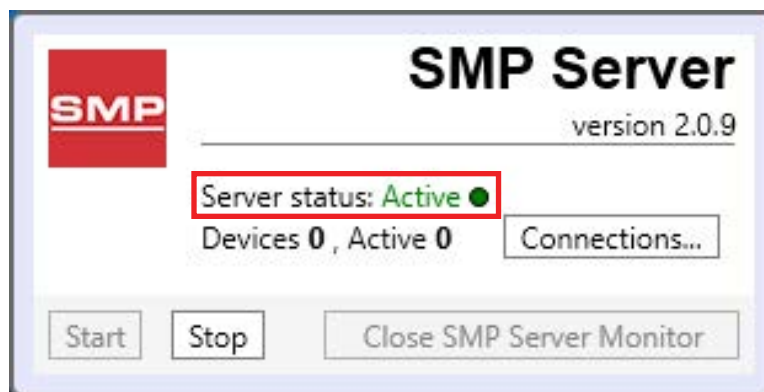 SMP
SMP Server
version 2.0.9
Server status: Active
Devices 0 , Active 0
Connections...
Start
Stop
Close SMP Server Monitor